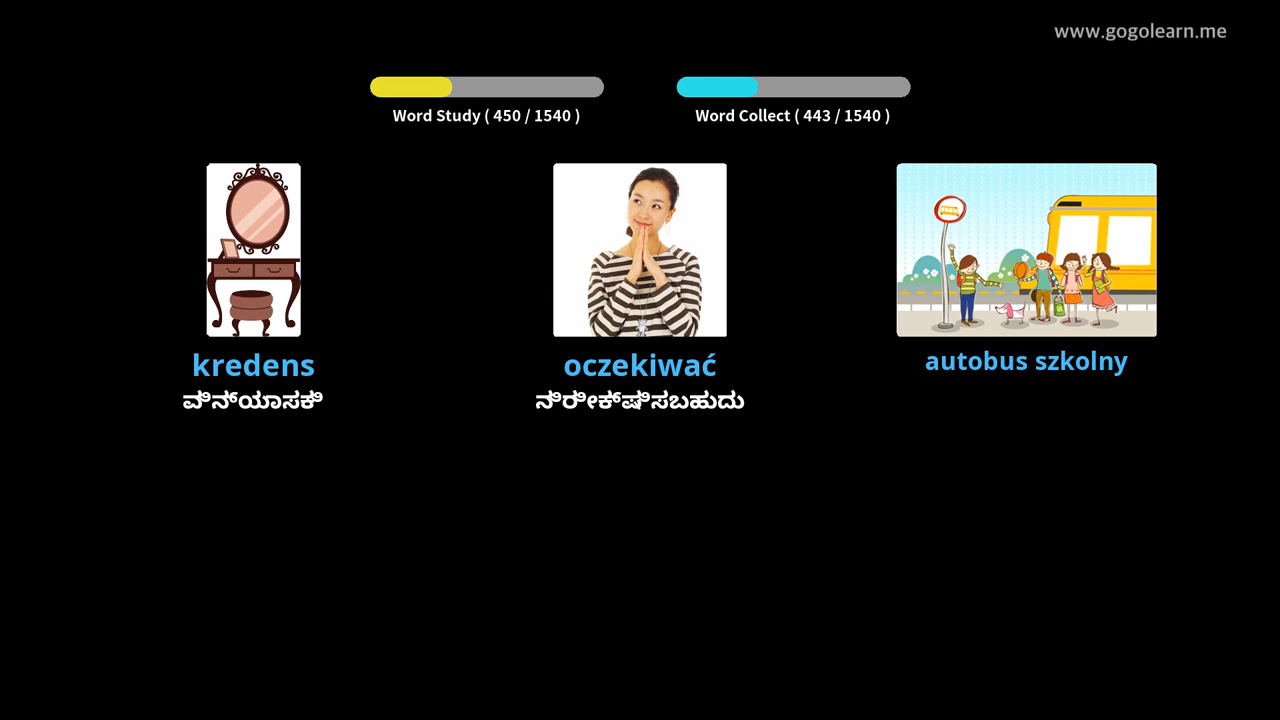 www.gogolearn.me
Word Study ( 450 / 1540 )
Word Collect ( 443 / 1540 )
kredens
ವಿನ್ಯಾಸಕಿ
oczekiwać
ನಿರೀಕ್ಷಿಸಬಹುದು
autobus szkolny